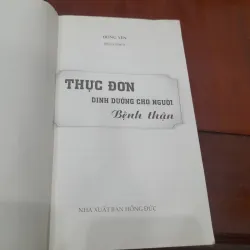 THỰC ĐƠN
DINH DƯỠNG CHO NGƯỜI
Bệnh thận
NHÀ XUẤT BẢN HỒNG ĐỨC